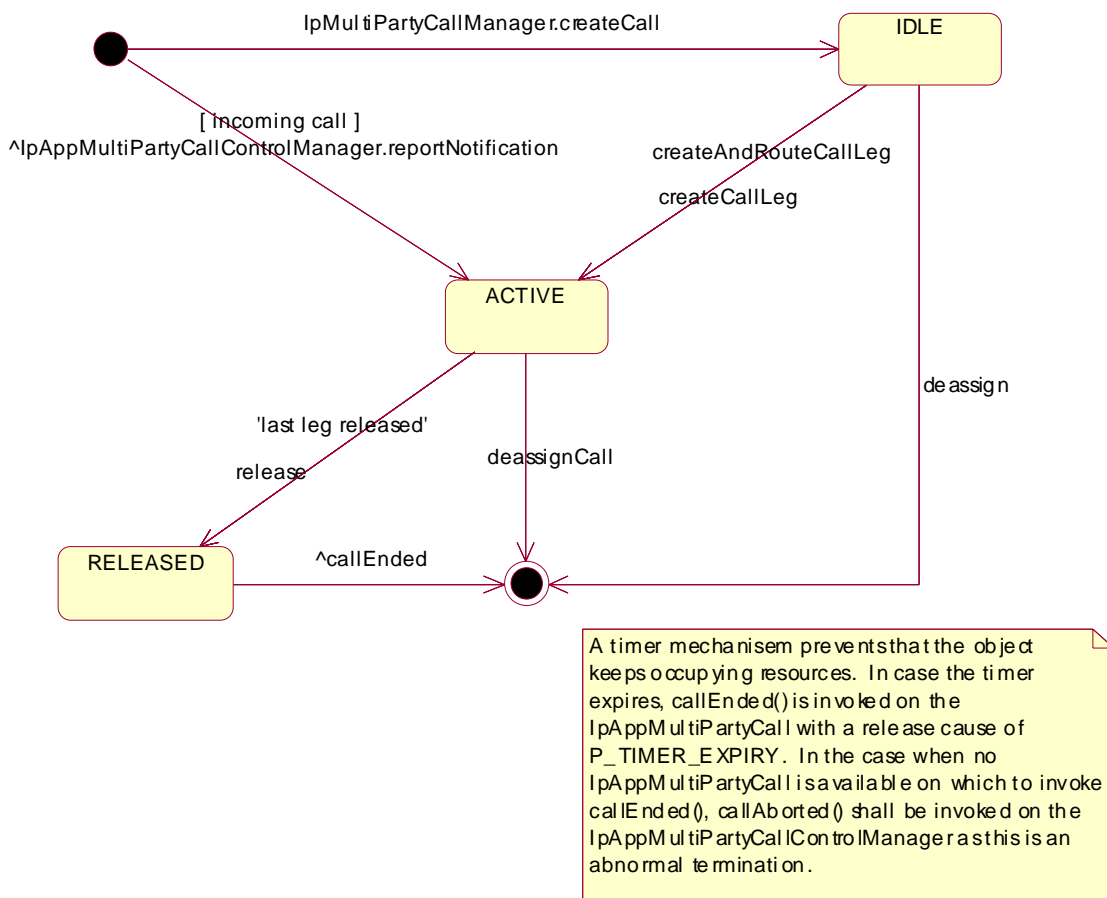 IpMultiPartyCallManager.createCall
IDLE
[ incoming call ]
^IpAppMultiPartyCallControlManager.reportNotification
createAndRouteCallLeg
createCallLeg
ACTIVE
deassign
'last leg released'
release
deassignCall
RELEASED
^callEnded
A timer mechanisem prevents that the object
keeps occupying resources. In case the timer
expires, callEnded() is invoked on the
IpAppMultiPartyCall with a release cause of
P_TIMER_EXPIRY. In the case when no
IpAppMultiPartyCall is available on which to invoke
callEnded(), callAborted() shall be invoked on the
IpAppMultiPartyCallControlManager as this is an
abnormal termination.